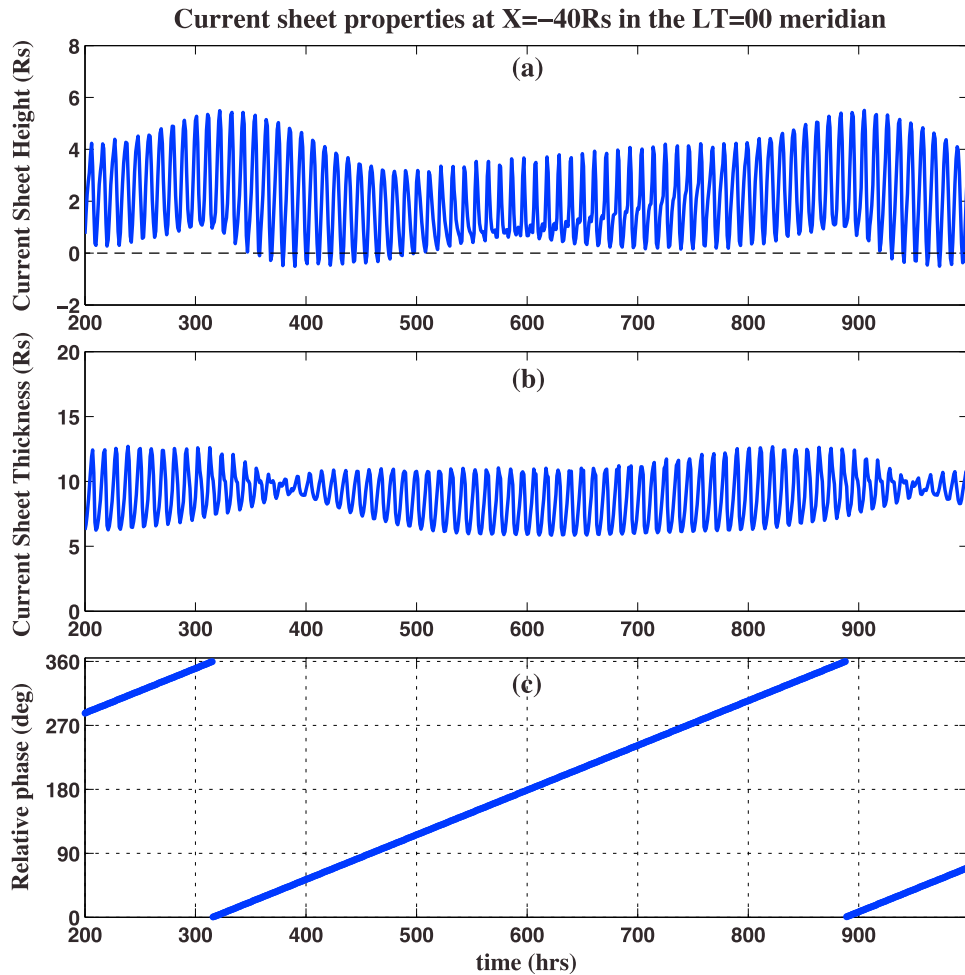 Current sheet properties at X=−40Rs in the LT=00 meridian
(a)
Current Sheet Height (Rs)
8
6
4
2
0
−2
200 300 400 500 600 700 800 900
(b)
Current Sheet Thickness (Rs)
20
15
10
5
0
200 300 400 500 600 700 800 900
(c)
Relative phase (deg)
360
270
180
90
0
200 300 400 500 600 700 800 900
time (hrs)